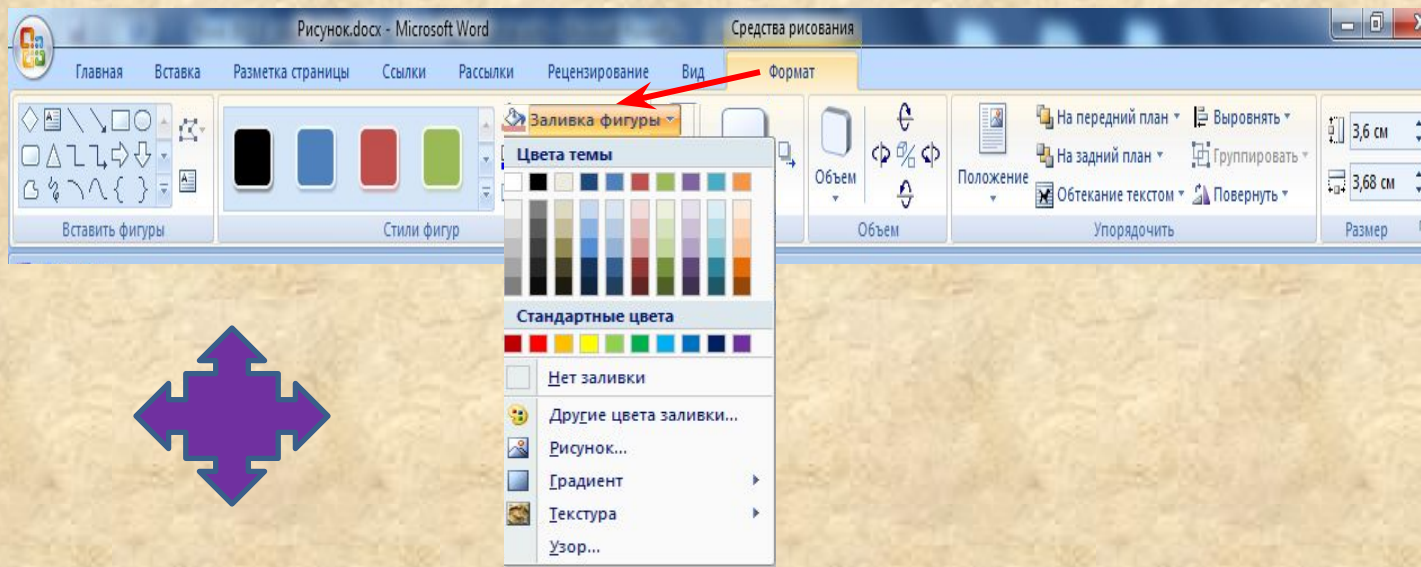 Рисунок.docx - Microsoft Word Средства рисования
Главная Вставка Разметка страницы Ссылки Рассылки Рецензирование Вид Формат
Заливка фигуры
Объем
Положение
На передний план
На задний план
Обтекание текстом
Выровнять
Группировать
Повернуть
3,6 см
3,68 см
Вставить фигуры Стили фигур Объем Упорядочить Размер
Цвета темы
Стандартные цвета
Нет заливки
Другие цвета заливки...
Рисунок...
Градиент
Текстура
Узор...